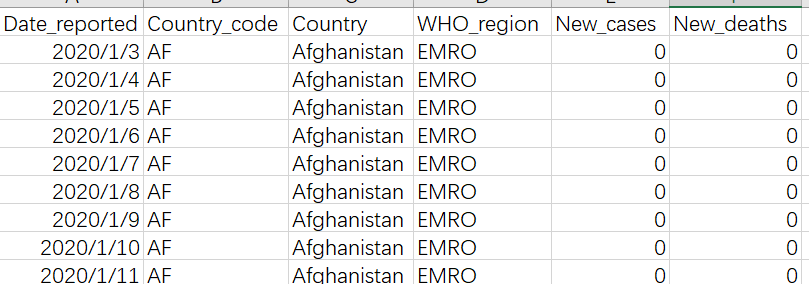 Date_reported Country_code Country WHO_region New_cases New_deaths
2020/1/3 AF Afghanistan EMRO 0 0
2020/1/4 AF Afghanistan EMRO 0 0
2020/1/5 AF Afghanistan EMRO 0 0
2020/1/6 AF Afghanistan EMRO 0 0
2020/1/7 AF Afghanistan EMRO 0 0
2020/1/8 AF Afghanistan EMRO 0 0
2020/1/9 AF Afghanistan EMRO 0 0
2020/1/10 AF Afghanistan EMRO 0 0
2020/1/11 AF Afghanistan EMRO 0 0